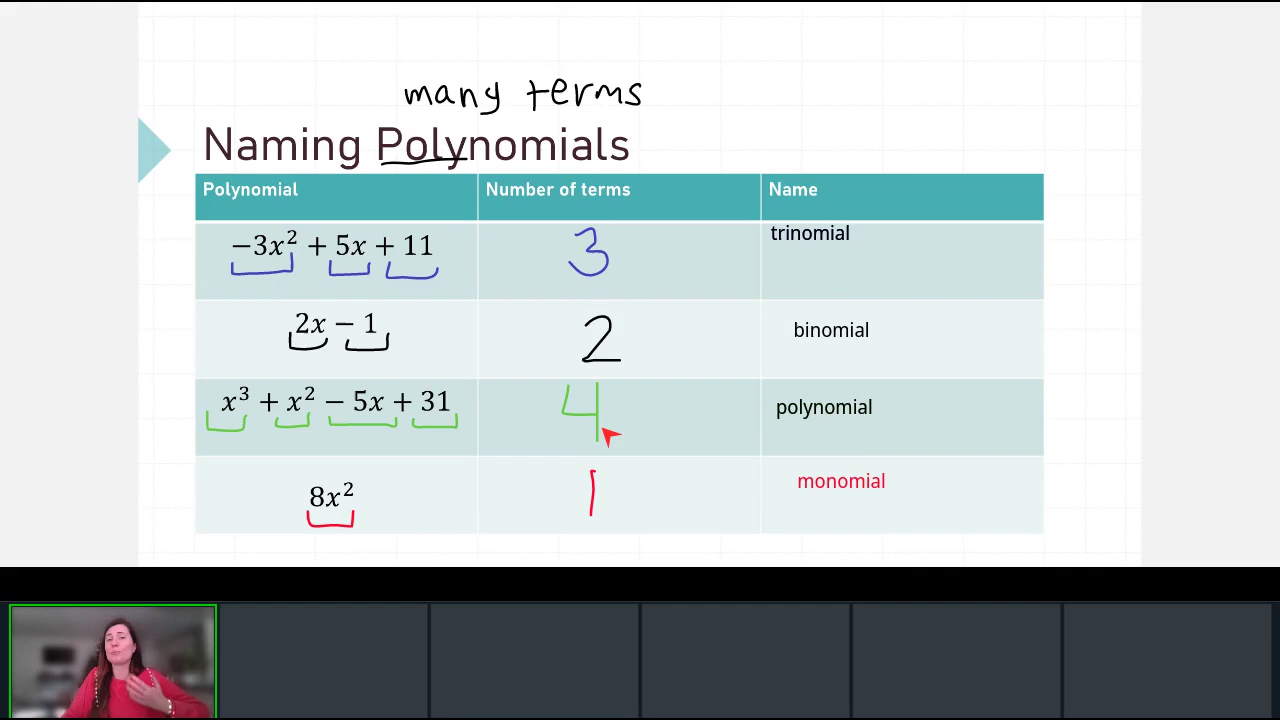 many terms
Naming Polynomials
Polynomial Number of terms Name
−3x² + 5x + 11 3 trinomial
2x − 1 2 binomial
x³ + x² − 5x + 31 4 polynomial
8x² 1 monomial